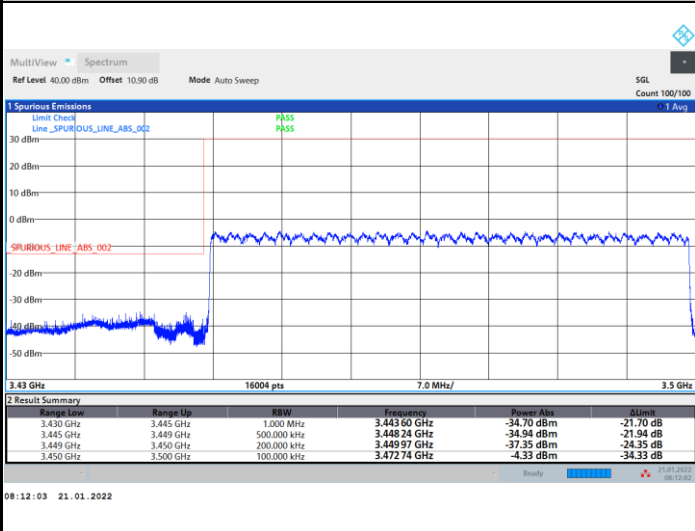 MultiView Spectrum
Ref Level 40.00 dBm Offset 10.90 dB Mode Auto Sweep SGL
Count 100/100
1 Spurious Emissions 1 Avg
Limit Check PASS
Line _SPURIOUS_LINE_ABS_002 PASS
30 dBm
20 dBm
10 dBm
0 dBm
_SPURIOUS_LINE_ABS_002
-20 dBm
-30 dBm
-40 dBm
-50 dBm
3.43 GHz 16004 pts 7.0 MHz/ 3.5 GHz
2 Result Summary
Range Low Range Up RBW Frequency Power Abs ΔLimit
3.430 GHz 3.445 GHz 1.000 MHz 3.443 60 GHz -34.70 dBm -21.70 dB
3.445 GHz 3.449 GHz 500.000 kHz 3.448 24 GHz -34.94 dBm -21.94 dB
3.449 GHz 3.450 GHz 200.000 kHz 3.449 97 GHz -37.35 dBm -24.35 dB
3.450 GHz 3.500 GHz 100.000 kHz 3.472 74 GHz -4.33 dBm -34.33 dB
Ready 21.01.2022
08:12:02
08:12:03 21.01.2022